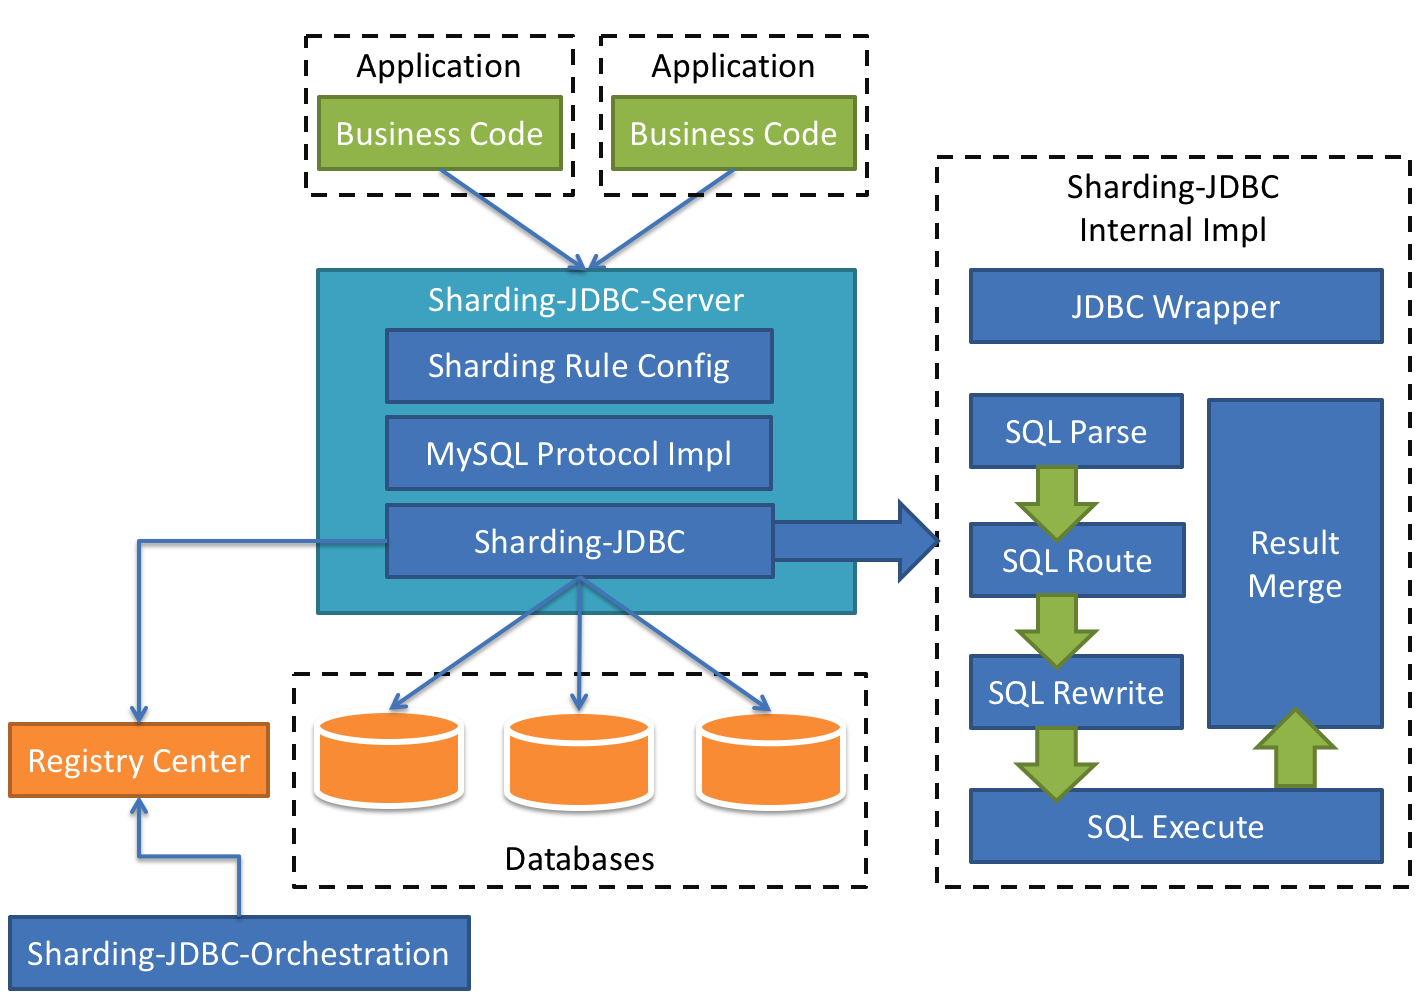 Application
Business Code
Application
Business Code
Sharding-JDBC-Server
Sharding Rule Config
MySQL Protocol Impl
Sharding-JDBC
Registry Center
Databases
Sharding-JDBC-Orchestration
Sharding-JDBC
Internal Impl
JDBC Wrapper
SQL Parse
SQL Route
SQL Rewrite
Result
Merge
SQL Execute